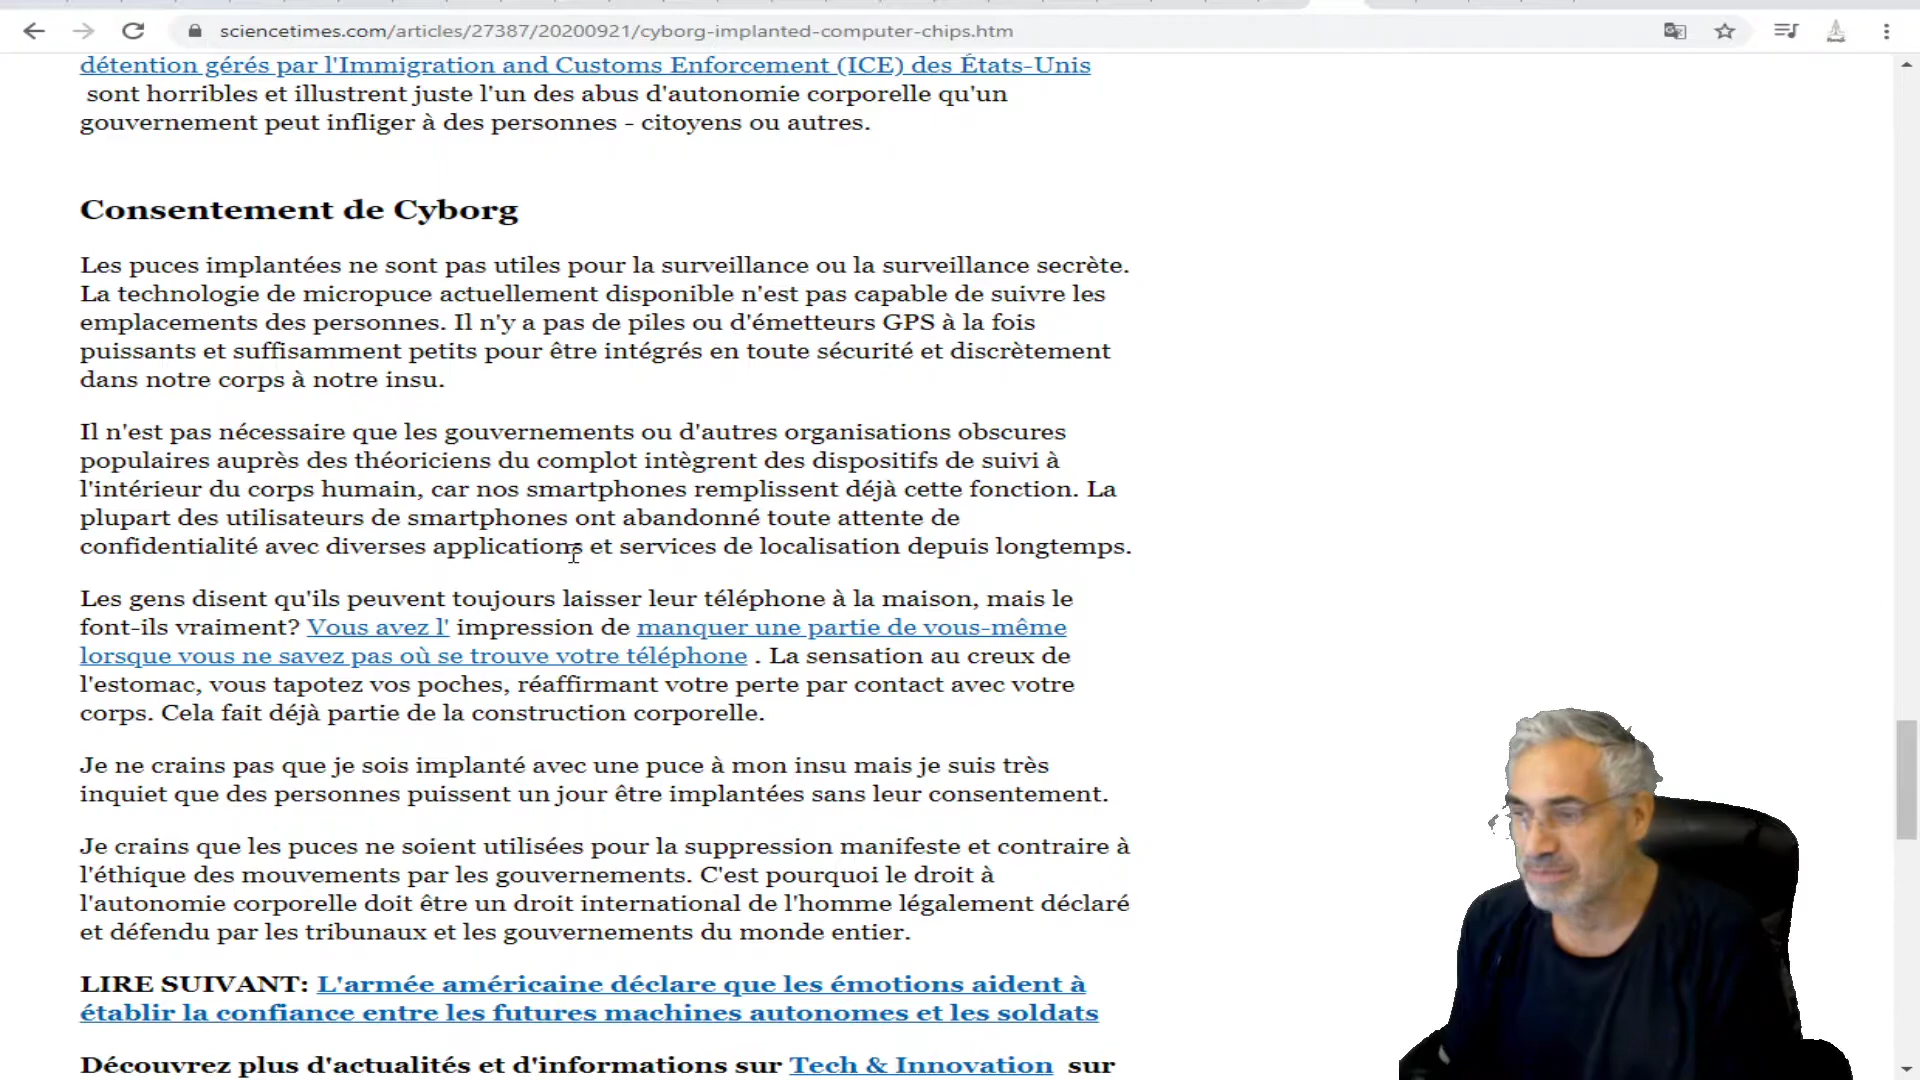 sciencetimes.com/articles/27387/20200921/cyborg-implanted-computer-chips.htm
détention gérés par l'Immigration and Customs Enforcement (ICE) des États-Unis
sont horribles et illustrent juste l'un des abus d'autonomie corporelle qu'un
gouvernement peut infliger à des personnes - citoyens ou autres.
Consentement de Cyborg
Les puces implantées ne sont pas utiles pour la surveillance ou la surveillance secrète.
La technologie de micropuce actuellement disponible n'est pas capable de suivre les
emplacements des personnes. Il n'y a pas de piles ou d'émetteurs GPS à la fois
puissants et suffisamment petits pour être intégrés en toute sécurité et discrètement
dans notre corps à notre insu.
Il n'est pas nécessaire que les gouvernements ou d'autres organisations obscures
populaires auprès des théoriciens du complot intègrent des dispositifs de suivi à
l'intérieur du corps humain, car nos smartphones remplissent déjà cette fonction. La
plupart des utilisateurs de smartphones ont abandonné toute attente de
confidentialité avec diverses applications et services de localisation depuis longtemps.
Les gens disent qu'ils peuvent toujours laisser leur téléphone à la maison, mais le
font-ils vraiment? Vous avez l' impression de manquer une partie de vous-même
lorsque vous ne savez pas où se trouve votre téléphone . La sensation au creux de
l'estomac, vous tapotez vos poches, réaffirmant votre perte par contact avec votre
corps. Cela fait déjà partie de la construction corporelle.
Je ne crains pas que je sois implanté avec une puce à mon insu mais je suis très
inquiet que des personnes puissent un jour être implantées sans leur consentement.
Je crains que les puces ne soient utilisées pour la suppression manifeste et contraire à
l'éthique des mouvements par les gouvernements. C'est pourquoi le droit à
l'autonomie corporelle doit être un droit international de l'homme légalement déclaré
et défendu par les tribunaux et les gouvernements du monde entier.
LIRE SUIVANT: L'armée américaine déclare que les émotions aident à
établir la confiance entre les futures machines autonomes et les soldats
Découvrez plus d'actualités et d'informations sur Tech & Innovation sur